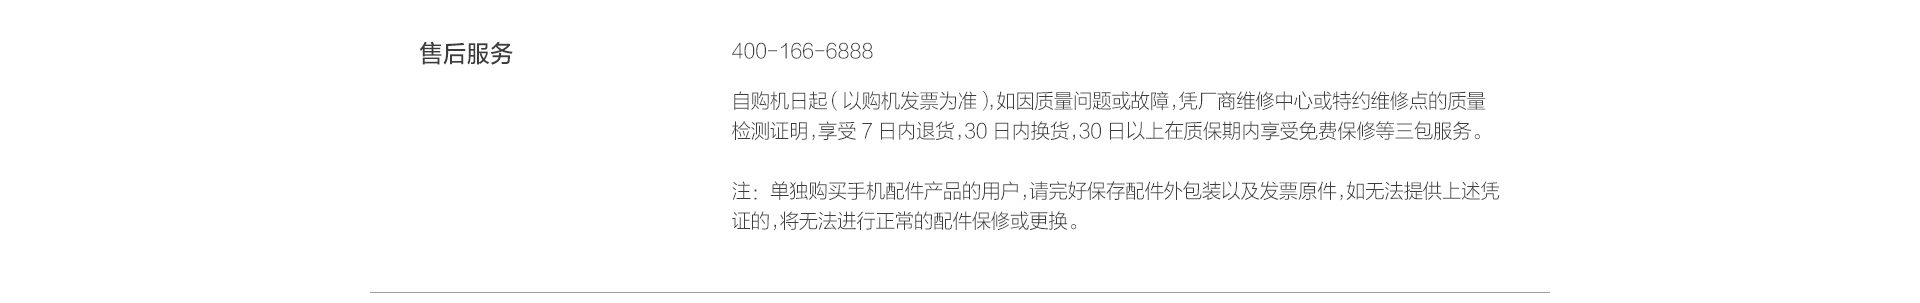 售后服务
400-166-6888
自购机日起(以购机发票为准),如因质量问题或故障,凭厂商维修中心或特约维修点的质量
检测证明,享受 7 日内退货,30 日内换货,30 日以上在质保期内享受免费保修等三包服务。
注：单独购买手机配件产品的用户,请完好保存配件外包装以及发票原件,如无法提供上述凭
证的,将无法进行正常的配件保修或更换。